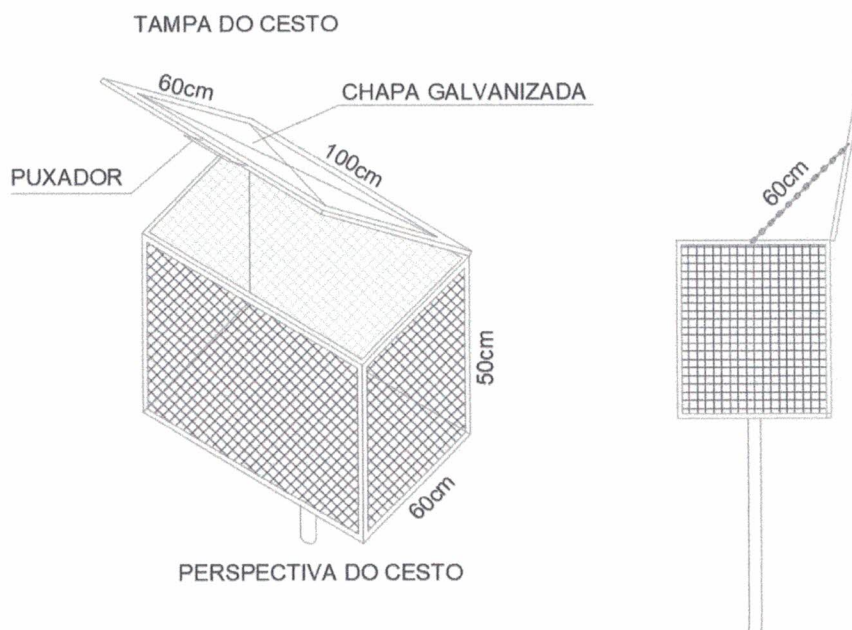 TAMPA DO CESTO
60cm
CHAPA GALVANIZADA
100cm
PUXADOR
60cm
50cm
60cm
PERSPECTIVA DO CESTO